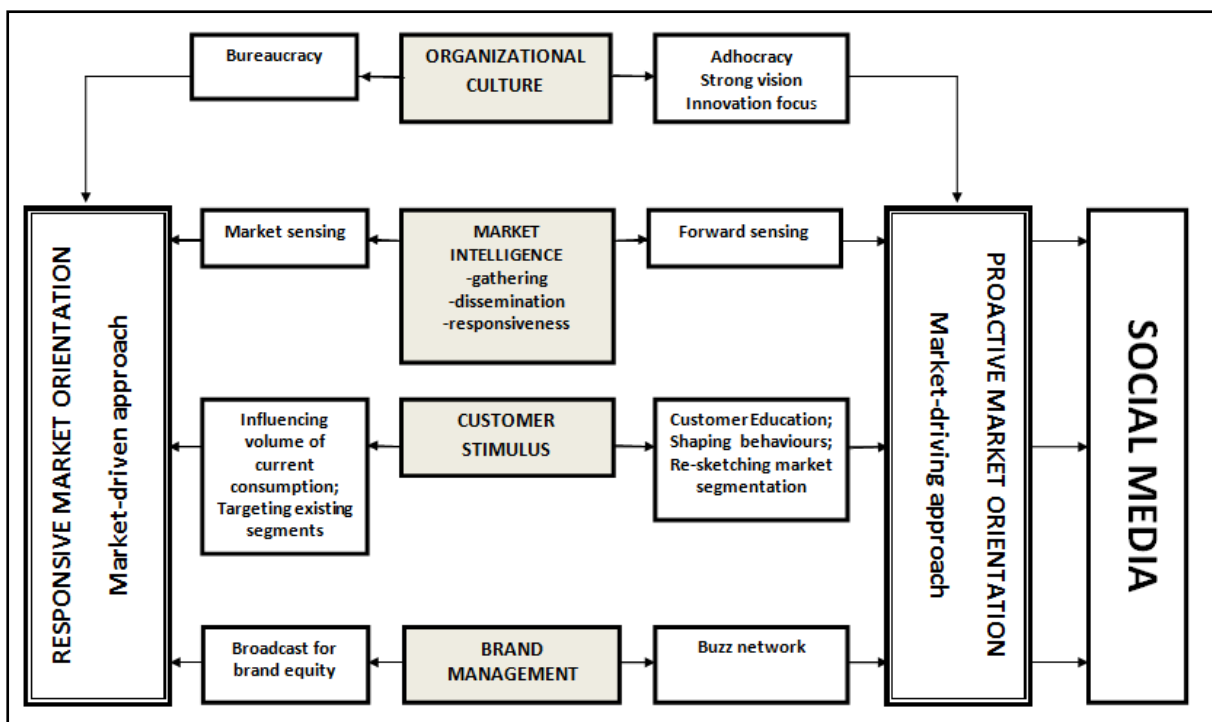 Bureaucracy
ORGANIZATIONAL
CULTURE
Adhocracy
Strong vision
Innovation focus
RESPONSIVE MARKET ORIENTATION
Market-driven approach
Market sensing
MARKET
INTELLIGENCE
-gathering
-dissemination
-responsiveness
Forward sensing
Influencing
volume of
current
consumption;
Targeting existing
segments
CUSTOMER
STIMULUS
Customer Education;
Shaping behaviours;
Re-sketching market
segmentation
Broadcast for
brand equity
BRAND
MANAGEMENT
Buzz network
PROACTIVE MARKET ORIENTATION
Market-driving approach
SOCIAL MEDIA